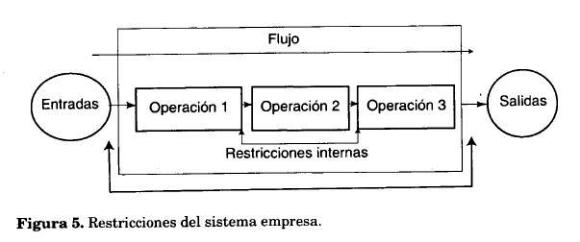 Flujo
Entradas
Operación 1
Operación 2
Operación 3
Salidas
Restricciones internas
Figura 5. Restricciones del sistema empresa.